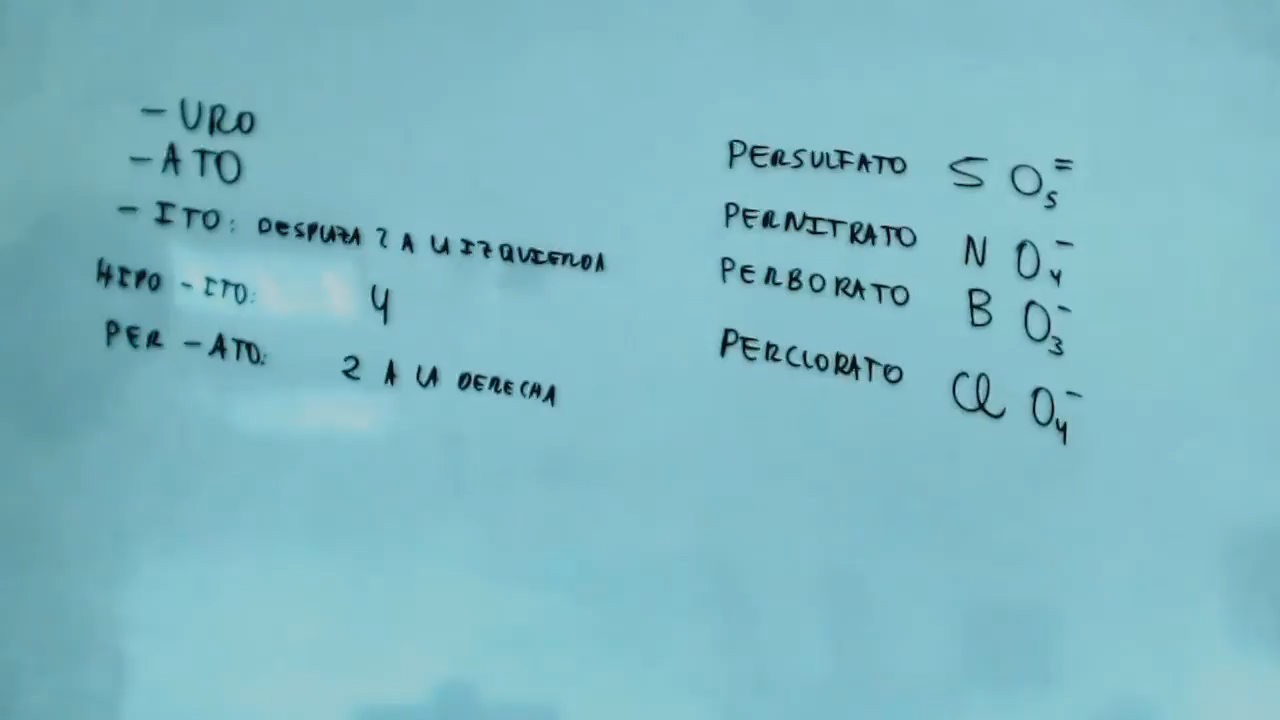 - URO
- ATO
- ITO: DESPLAZA 2 A LA IZQUIERDA
HIPO - ITO: 4
PER - ATO: 2 A LA DERECHA
PERSULFATO SO5=
PERNITRATO NO4-
PERBORATO BO3-
PERCLORATO ClO4-